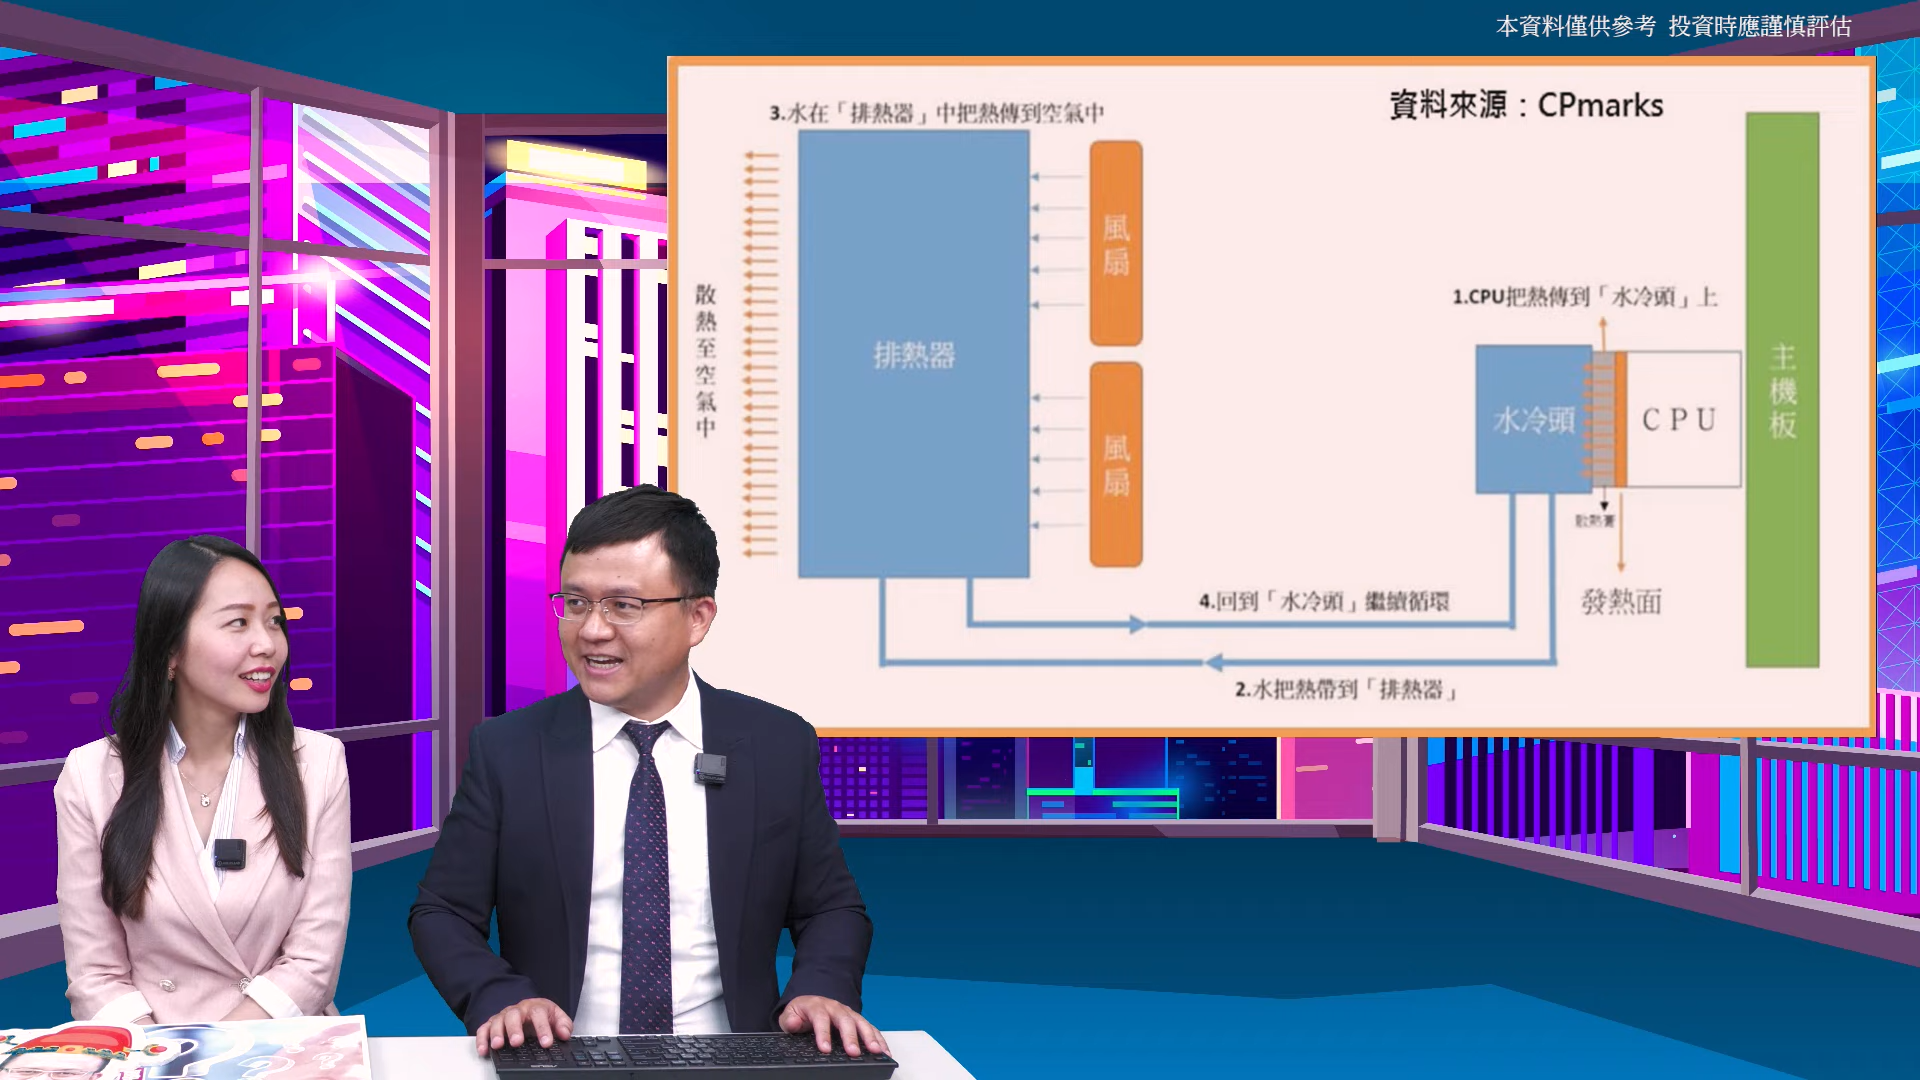 本資料僅供參考 投資時應謹慎評估
資料來源：CPmarks
3.水在「排熱器」中把熱傳到空氣中
散熱至空氣中
排熱器
風扇
風扇
1.CPU把熱傳到「水冷頭」上
水冷頭
CPU
主機板
散熱膏
發熱面
4.回到「水冷頭」繼續循環
2.水把熱帶到「排熱器」